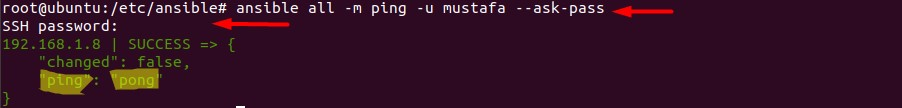 root@ubuntu:/etc/ansible# ansible all -m ping -u mustafa --ask-pass
SSH password:
192.168.1.8 | SUCCESS => {
    "changed": false,
    "ping": "pong"
}